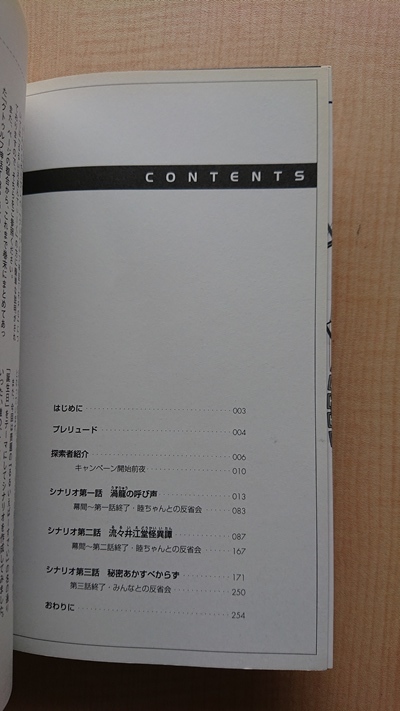 CONTENTS
はじめに 003
プレリュード 004
探索者紹介 006
キャンペーン開始前夜 010
シナリオ第一話 渦龍の呼び声 013
幕間～第一話終了・睦ちゃんとの反省会 083
シナリオ第二話 流々井江堂怪異譚 087
幕間～第二話終了・睦ちゃんとの反省会 167
シナリオ第三話 秘密あかすべからず 171
第三話終了・みんなとの反省会 250
おわりに 254